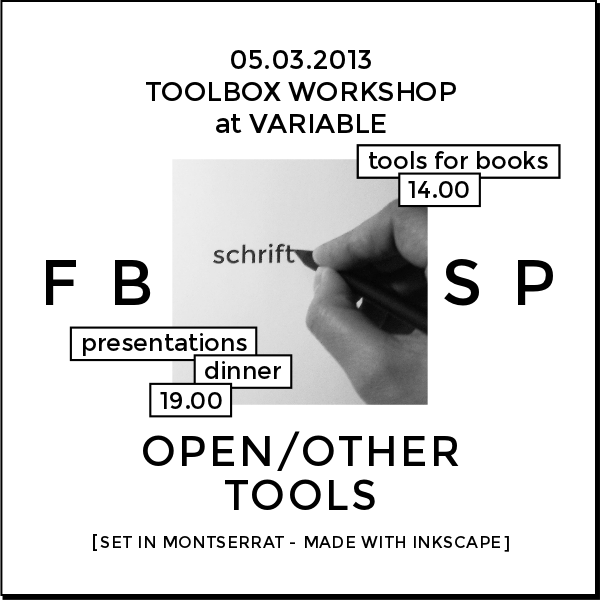 05.03.2013
TOOLBOX WORKSHOP
at VARIABLE
tools for books
14.00
schrift
F B S P
presentations
dinner
19.00
OPEN/OTHER
TOOLS
[SET IN MONTSERRAT - MADE WITH INKSCAPE]